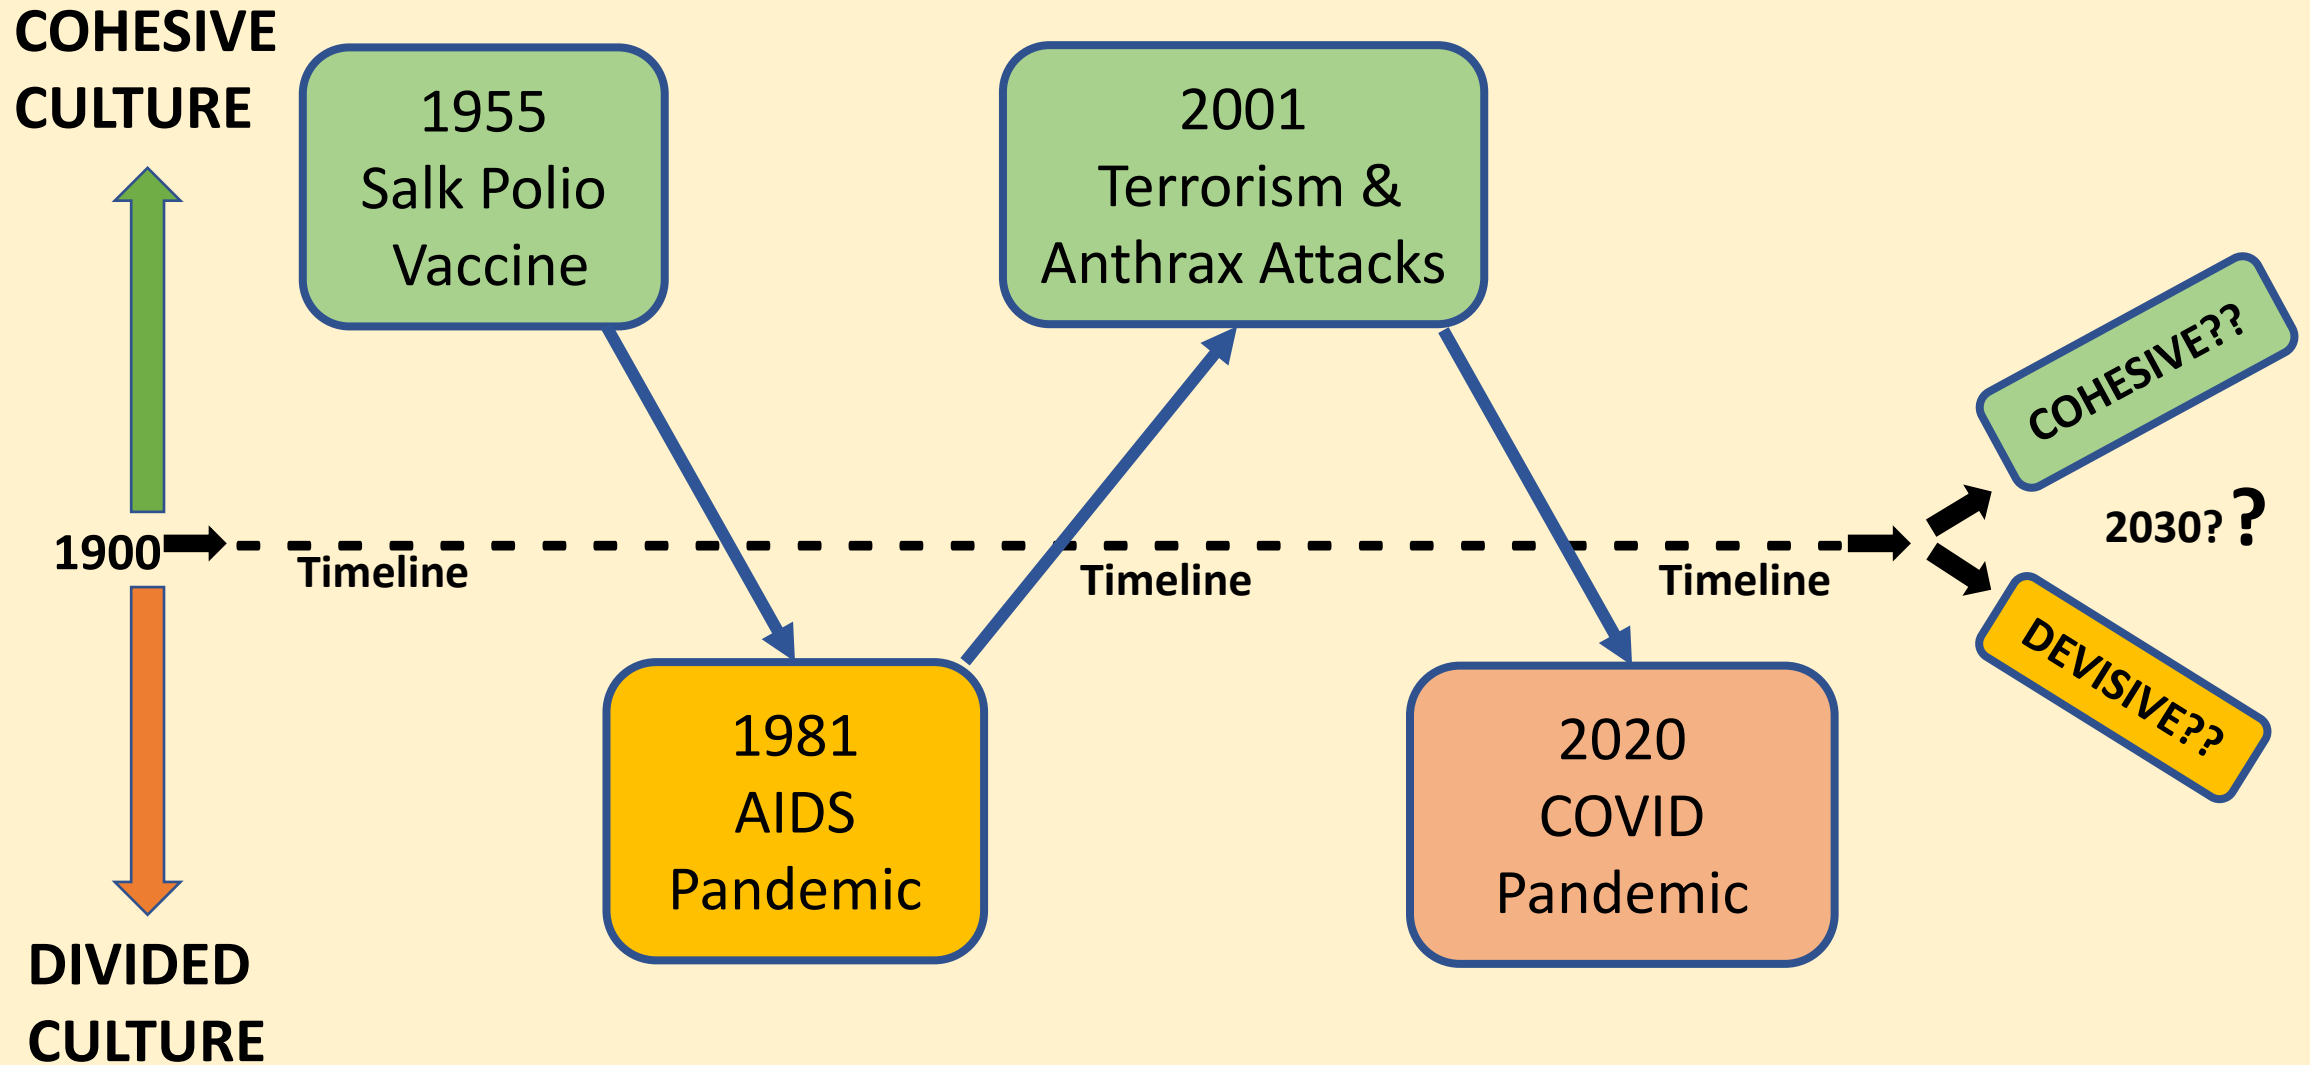 COHESIVE
CULTURE
1955
Salk Polio
Vaccine
2001
Terrorism &
Anthrax Attacks
COHESIVE??
1900
Timeline
Timeline
Timeline
2030? ?
DEVISIVE??
1981
AIDS
Pandemic
2020
COVID
Pandemic
DIVIDED
CULTURE